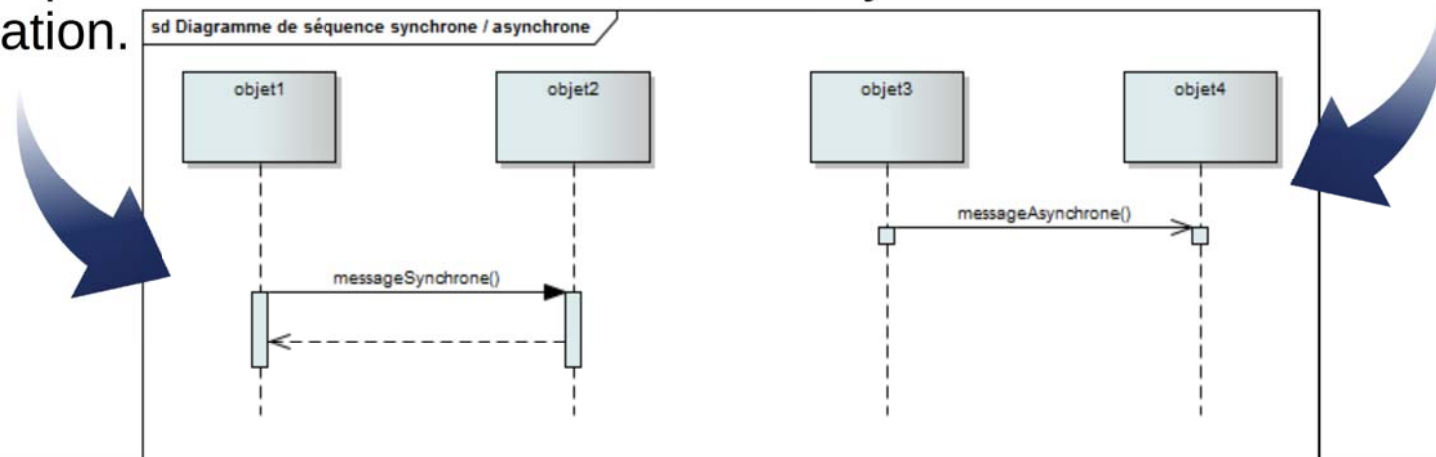 ation.
sd Diagramme de séquence synchrone / asynchrone
objet1
objet2
objet3
objet4
messageAsynchrone()
messageSynchrone()